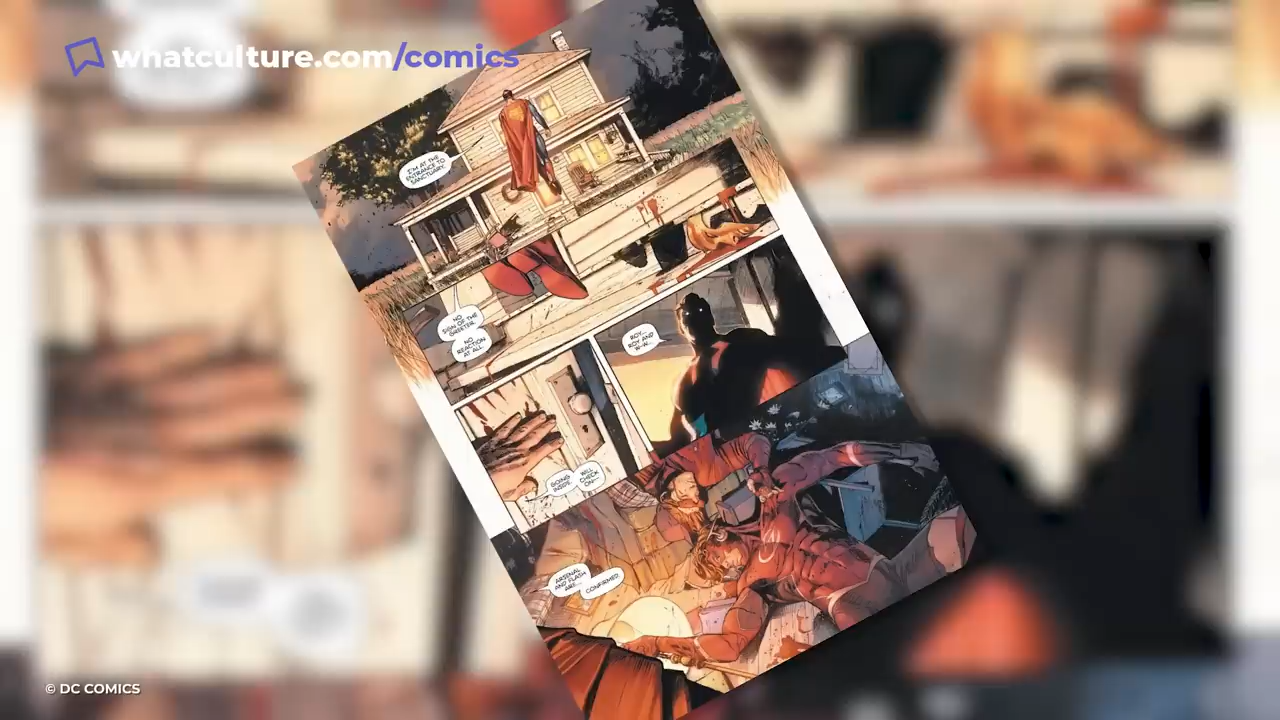 whatculture.com/comics
I'M AT THE
ENTRANCE TO
SANCTUARY.
NO
SIGN OF THE
GREETER.
NO
REACTION
AT ALL.
ROY...
ROY AND
W--W...
GOING
INSIDE.
WILL
CHECK
ON--
ARSENAL
AND FLASH
ARE...
CONFIRMED.
© DC COMICS